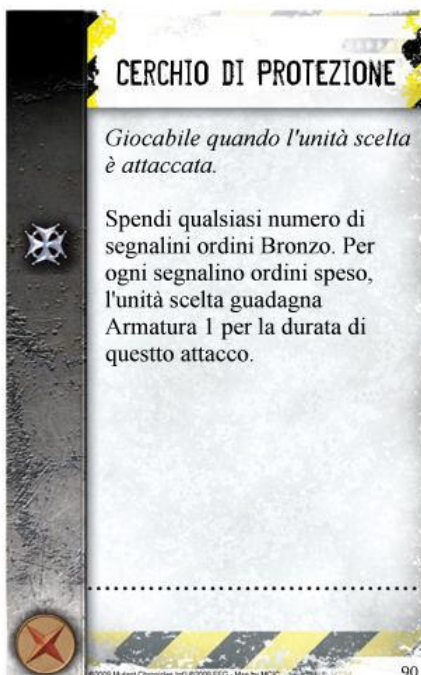 CERCHIO DI PROTEZIONE
Giocabile quando l'unità scelta
è attaccata.
Spendi qualsiasi numero di
segnalini ordini Bronzo. Per
ogni segnalino ordini speso,
l'unità scelta guadagna
Armatura 1 per la durata di
questto attacco.
90